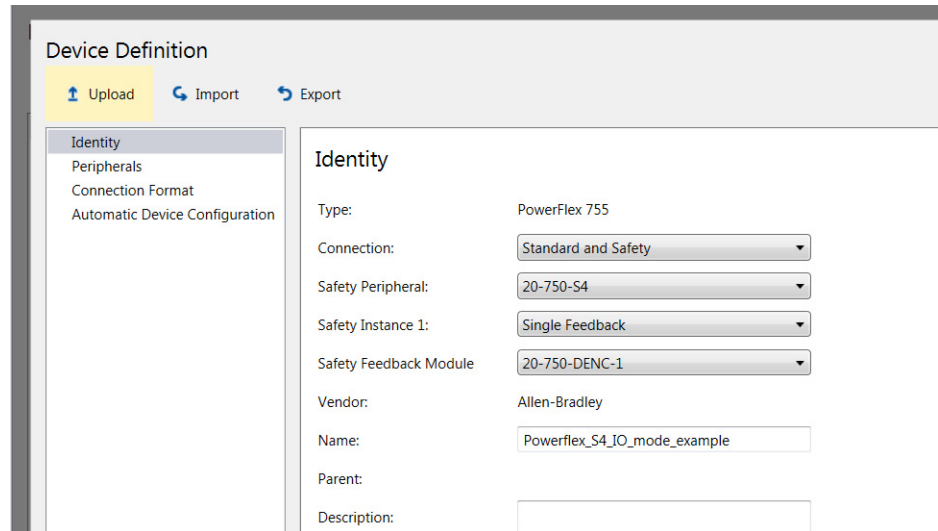 Device Definition
Upload Import Export
Identity
Peripherals
Connection Format
Automatic Device Configuration
Identity
Type: PowerFlex 755
Connection: Standard and Safety
Safety Peripheral: 20-750-S4
Safety Instance 1: Single Feedback
Safety Feedback Module 20-750-DENC-1
Vendor: Allen-Bradley
Name: Powerflex_S4_IO_mode_example
Parent:
Description: